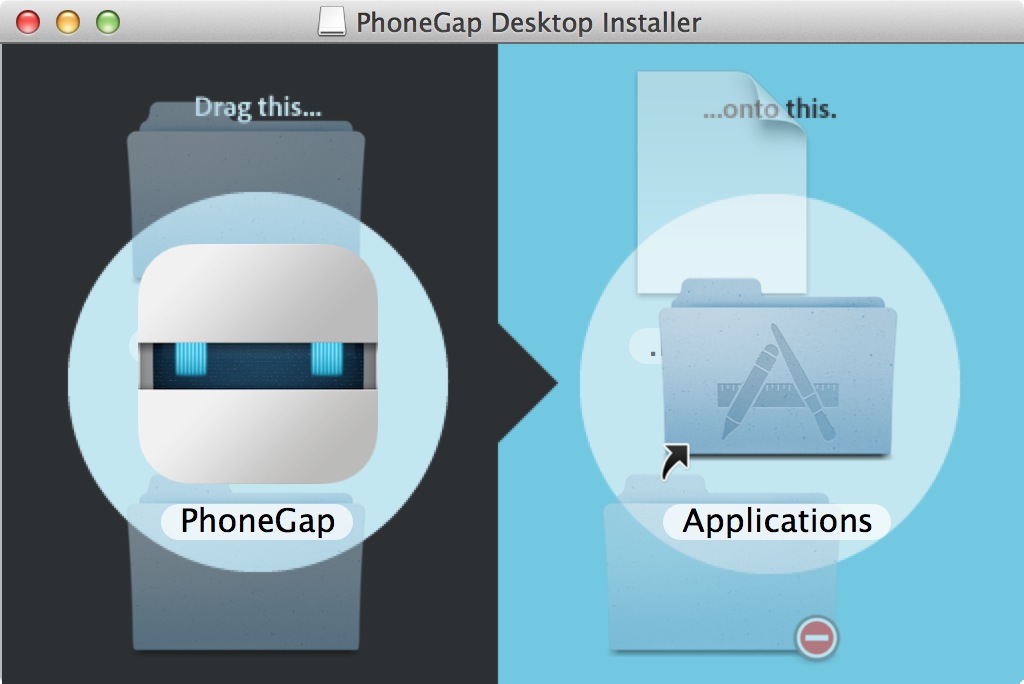 PhoneGap Desktop Installer
Drag this...
...onto this.
PhoneGap
Applications